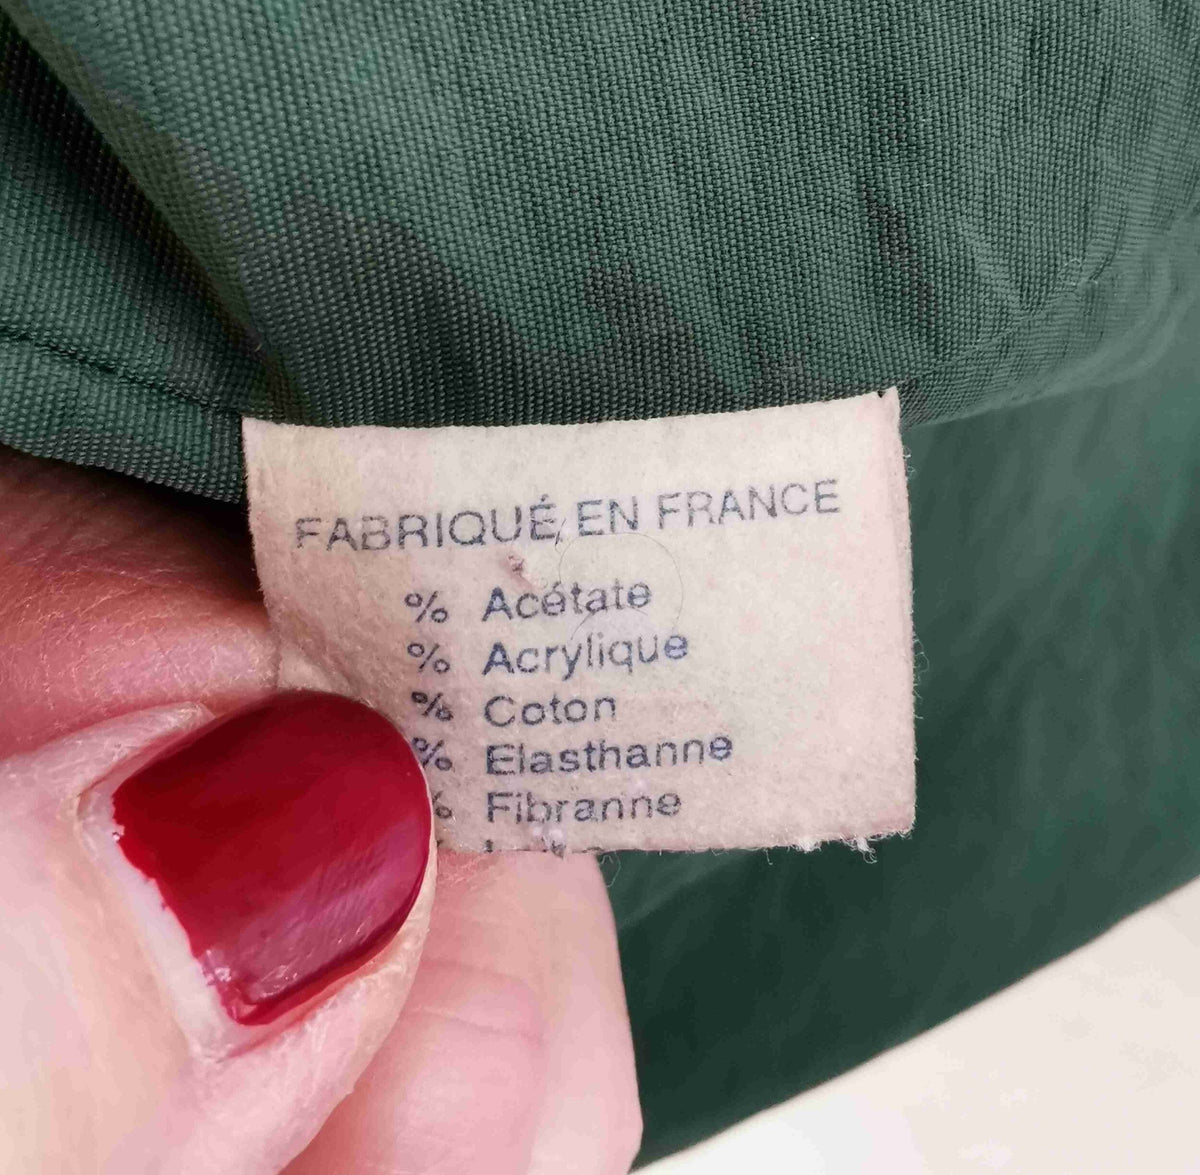 FABRIQUÉ EN FRANCE
% Acétate
% Acrylique
% Coton
% Elasthanne
% Fibranne